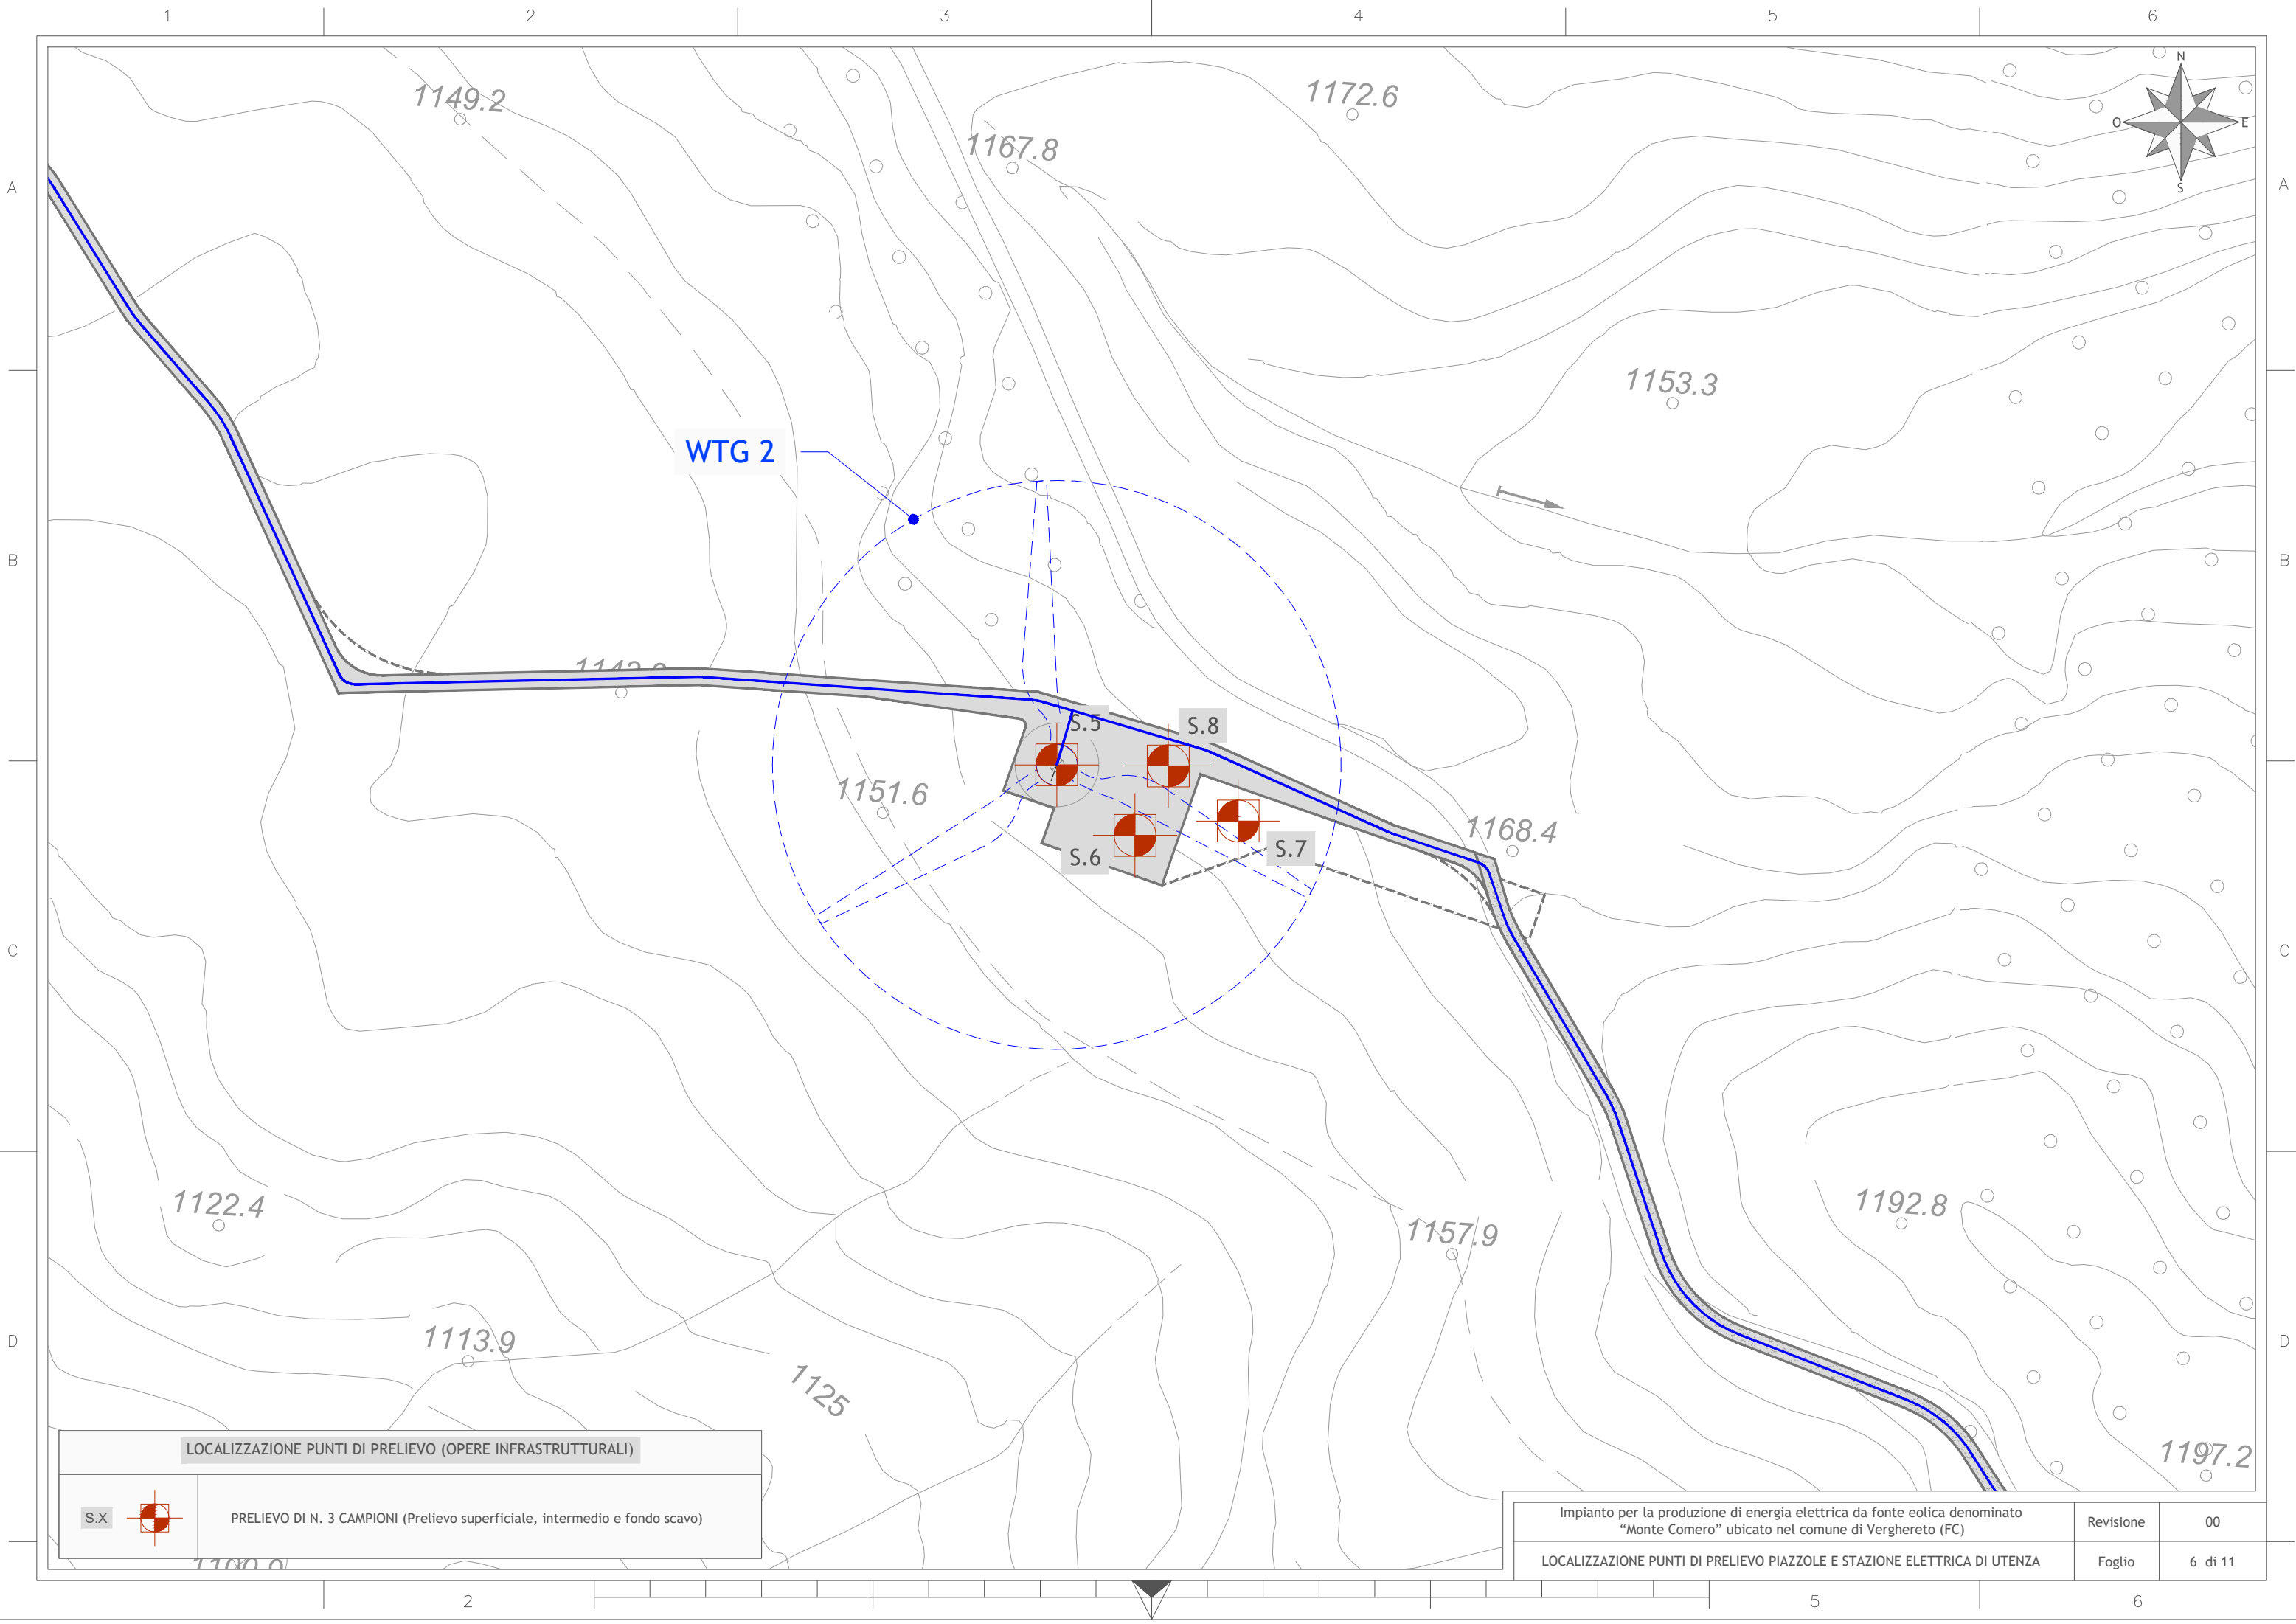 1
2
3
4
5
6
N
O
E
S
A
A
1149.2
1172.6
1167.8
1153.3
WTG 2
B
B
S.5
S.8
1151.6
1168.4
S.6
S.7
C
C
1122.4
1192.8
1157.9
1113.9
D
D
1125
1197.2
LOCALIZZAZIONE PUNTI DI PRELIEVO (OPERE INFRASTRUTTURALI)
S.X
PRELIEVO DI N. 3 CAMPIONI (Prelievo superficiale, intermedio e fondo scavo)
Impianto per la produzione di energia elettrica da fonte eolica denominato
“Monte Comero” ubicato nel comune di Verghereto (FC)
Revisione
00
LOCALIZZAZIONE PUNTI DI PRELIEVO PIAZZOLE E STAZIONE ELETTRICA DI UTENZA
Foglio
6 di 11
2
5
6